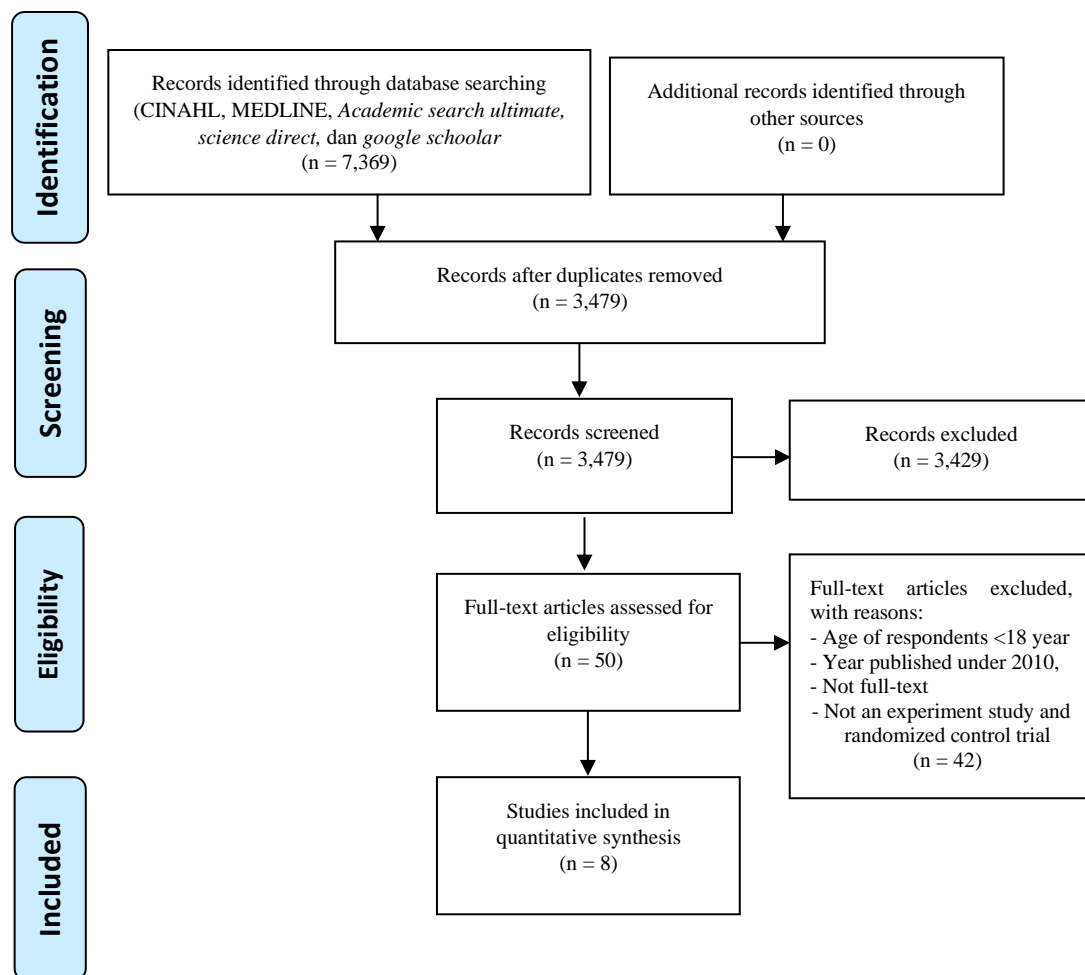 Identification
Records identified through database searching
(CINAHL, MEDLINE, Academic search ultimate,
science direct, dan google schoolar
(n = 7,369)
Additional records identified through
other sources
(n = 0)
Screening
Records after duplicates removed
(n = 3,479)
Records screened
(n = 3,479)
Records excluded
(n = 3,429)
Eligibility
Full-text articles assessed for
eligibility
(n = 50)
Full-text articles excluded,
with reasons:
- Age of respondents <18 year
- Year published under 2010,
- Not full-text
- Not an experiment study and
randomized control trial
(n = 42)
Included
Studies included in
quantitative synthesis
(n = 8)